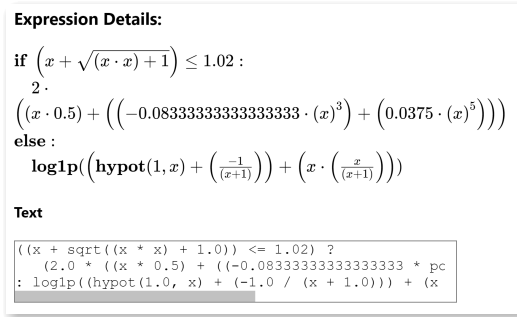 Expression Details:
if (x + √((x · x) + 1)) ≤ 1.02 :
2 ·
((x · 0.5) + ((−0.08333333333333333 · (x)³) + (0.0375 · (x)⁵)))
else :
log1p((hypot(1, x) + (−1/(x+1))) + (x · (x/(x+1))))
Text
((x + sqrt((x * x) + 1.0)) <= 1.02) ?
(2.0 * ((x * 0.5) + ((-0.08333333333333333 * pc
: log1p((hypot(1.0, x) + (-1.0 / (x + 1.0))) + (x